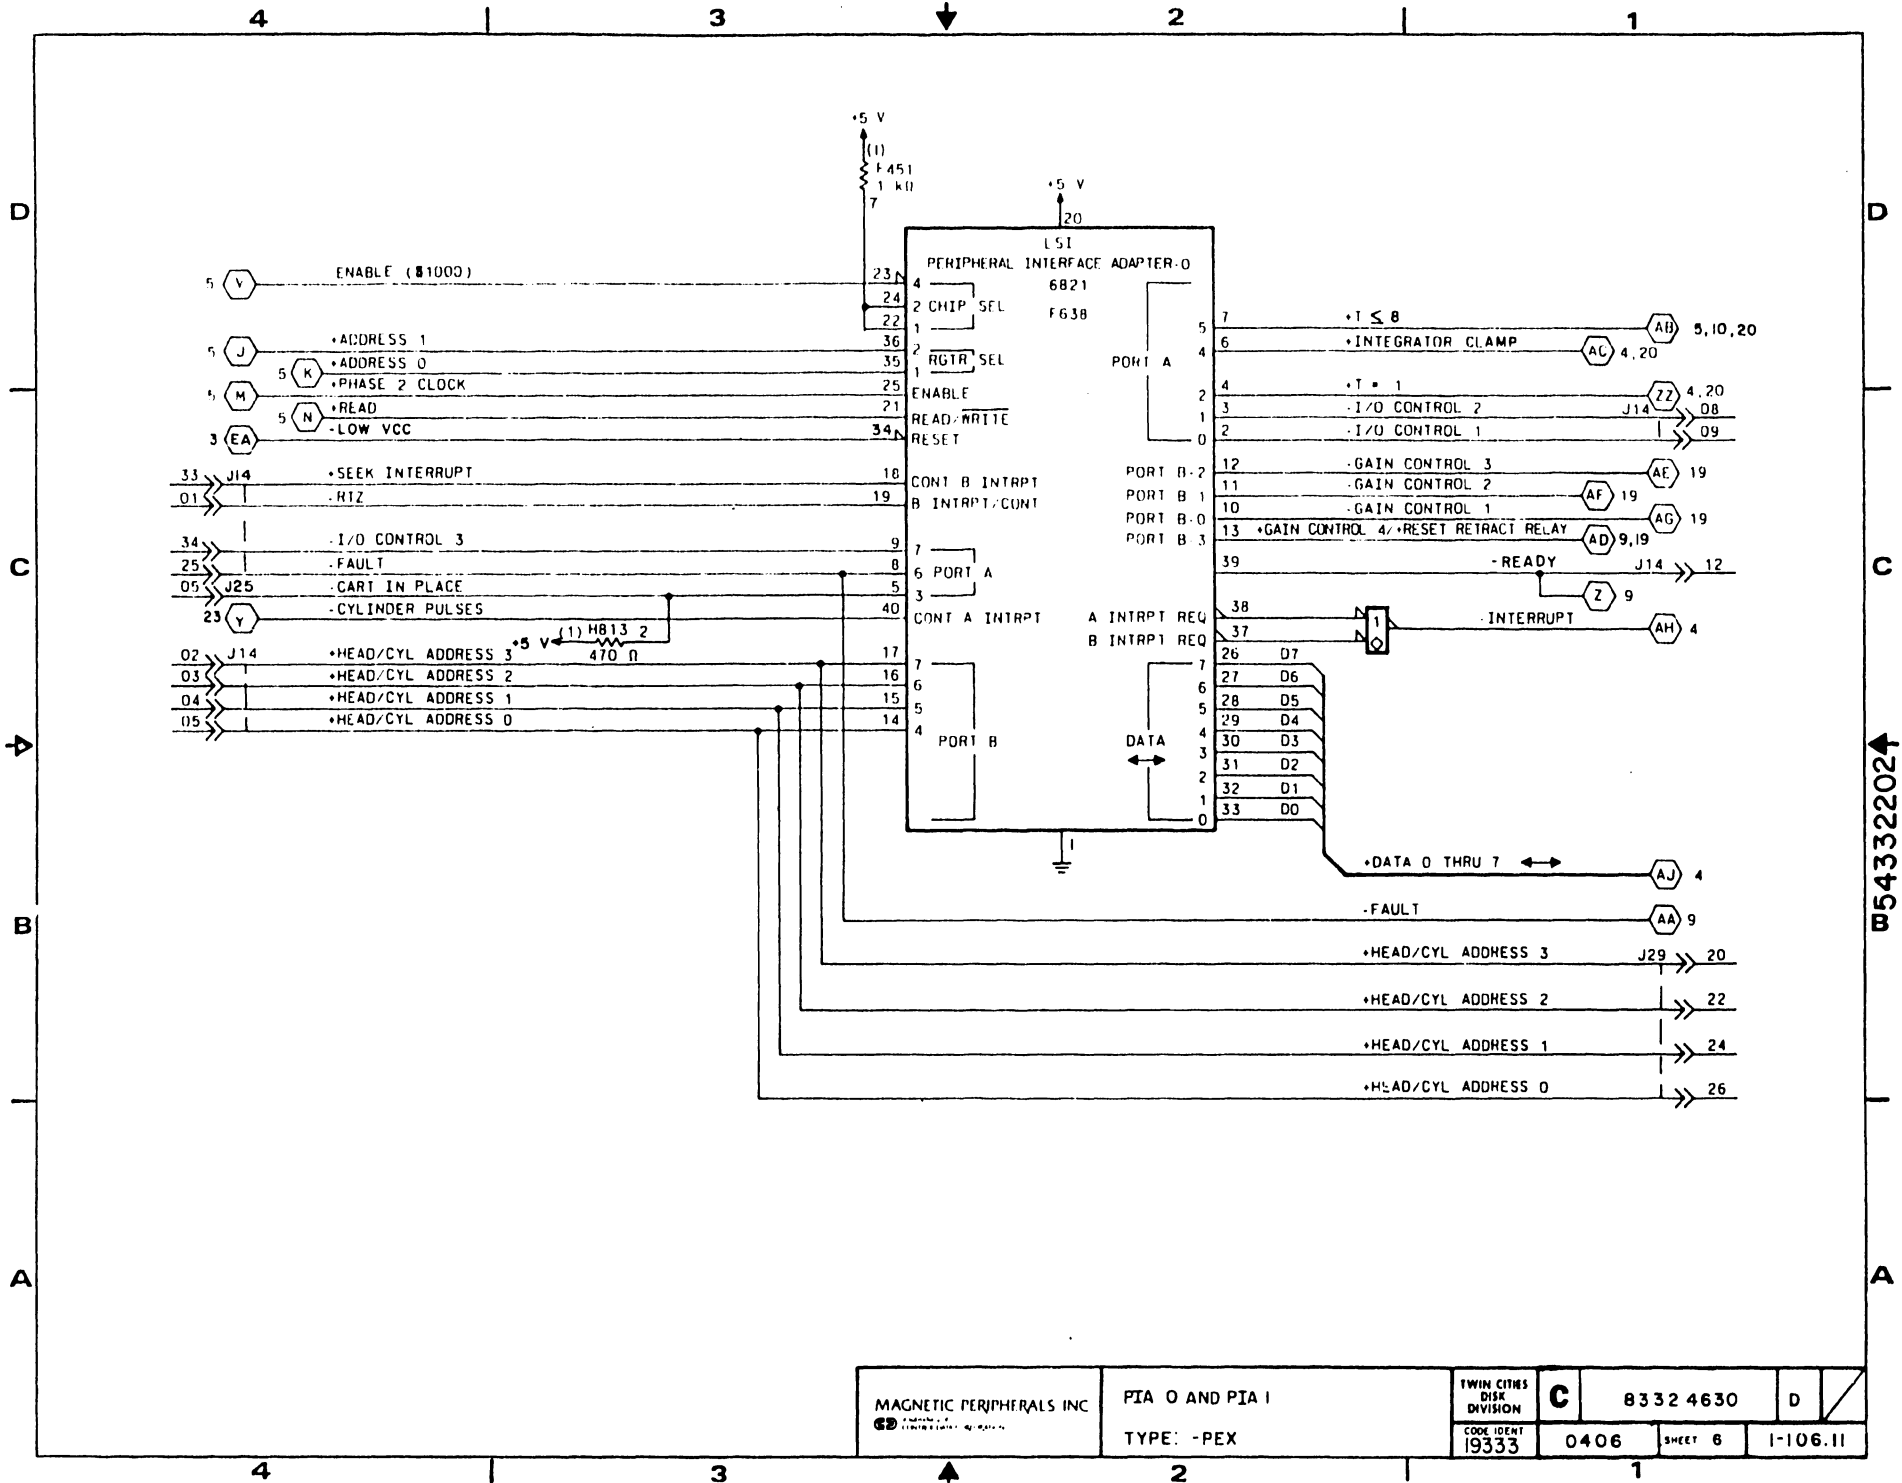 4 3 2 1
+5 V
(1)
1 kΩ
7
+5 V
20
D D
LSI
PERIPHERAL INTERFACE ADAPTER-0
6821
F638
5 V ENABLE ($1000) 23 4
24 2 CHIP SEL
22 1
5 J +ADDRESS 1 36 2
5 K +ADDRESS 0 35 1 RGTR SEL
5 M +PHASE 2 CLOCK 25 ENABLE
5 N +READ 21 READ/WRITE
3 EA -LOW VCC 34 RESET
PORT A
5 7 +T ≤ 8 AB 5,10,20
4 6 +INTEGRATOR CLAMP AC 4,20
2 4 +T = 1 ZZ 4,20
1 3 -I/O CONTROL 2 J14 08
0 2 -I/O CONTROL 1 09
33 J14 +SEEK INTERRUPT 18 CONT B INTRPT
01 -RTZ 19 B INTRPT/CONT
PORT B-2 12 -GAIN CONTROL 3 AE 19
PORT B-1 11 -GAIN CONTROL 2 AF 19
PORT B-0 10 -GAIN CONTROL 1 AG 19
PORT B-3 13 +GAIN CONTROL 4/+RESET RETRACT RELAY AD 9,19
C C
34 -I/O CONTROL 3 9 7
25 -FAULT 8 6 PORT A
05 J25 -CART IN PLACE 5 3
23 Y -CYLINDER PULSES 40 CONT A INTRPT
39 -READY J14 12
Z 9
A INTRPT REQ 38
B INTRPT REQ 37
1 -INTERRUPT AH 4
+5 V (1) H813 2
470 Ω
02 J14 +HEAD/CYL ADDRESS 3 17 7
03 +HEAD/CYL ADDRESS 2 16 6
04 +HEAD/CYL ADDRESS 1 15 5
05 +HEAD/CYL ADDRESS 0 14 4
PORT B
DATA
7 26 D7
6 27 D6
5 28 D5
4 29 D4
3 30 D3
2 31 D2
1 32 D1
0 33 D0
1
+DATA 0 THRU 7 AJ 4
B B
-FAULT AA 9
+HEAD/CYL ADDRESS 3 J29 20
+HEAD/CYL ADDRESS 2 22
+HEAD/CYL ADDRESS 1 24
+HEAD/CYL ADDRESS 0 26
54332202
A A
MAGNETIC PERIPHERALS INC
PIA 0 AND PIA 1
TYPE: -PEX
TWIN CITIES
DISK
DIVISION
C 8332 4630 D
CODE IDENT
19333
0406 SHEET 6 1-106.11
4 3 2 1